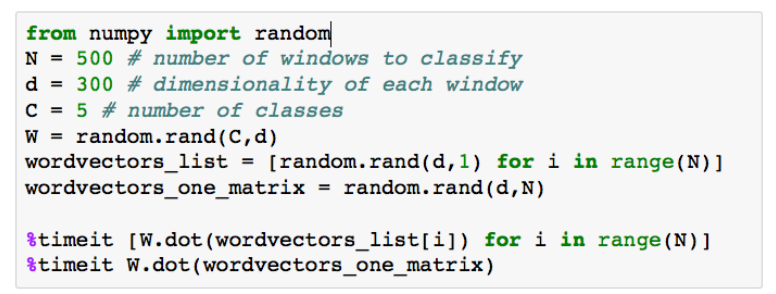 from numpy import random
N = 500 # number of windows to classify
d = 300 # dimensionality of each window
C = 5 # number of classes
W = random.rand(C,d)
wordvectors_list = [random.rand(d,1) for i in range(N)]
wordvectors_one_matrix = random.rand(d,N)
%timeit [W.dot(wordvectors_list[i]) for i in range(N)]
%timeit W.dot(wordvectors_one_matrix)